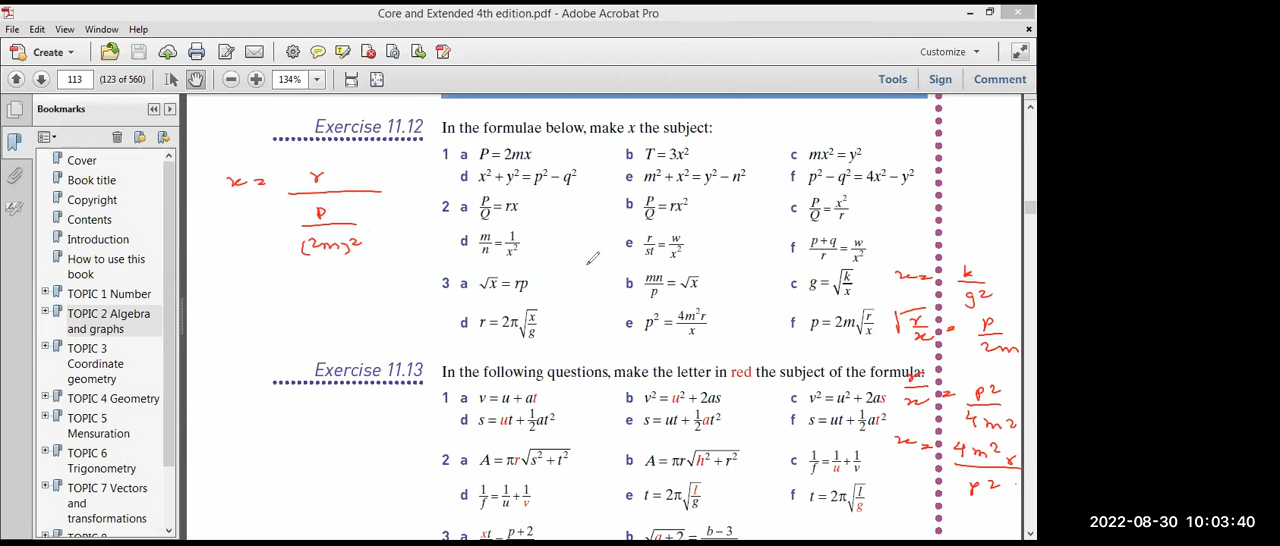 Core and Extended 4th edition.pdf - Adobe Acrobat Pro
File Edit View Window Help
Create Customize
113 (123 of 560) 134% Tools Sign Comment
Bookmarks
Cover
Book title
Copyright
Contents
Introduction
How to use this
book
TOPIC 1 Number
TOPIC 2 Algebra
and graphs
TOPIC 3
Coordinate
geometry
TOPIC 4 Geometry
TOPIC 5
Mensuration
TOPIC 6
Trigonometry
TOPIC 7 Vectors
and
transformations
Exercise 11.12 In the formulae below, make x the subject:
1 a P = 2mx b T = 3x² c mx² = y²
d x² + y² = p² − q² e m² + x² = y² − n² f p² − q² = 4x² − y²
2 a P/Q = rx b P/Q = rx² c P/Q = x²/r
d m/n = 1/x² e r/st = w/x² f (p + q)/r = w/x²
3 a √x = rp b mn/p = √x c g = √(k/x)
d r = 2π√(x/g) e p² = 4m²r/x f p = 2m√(r/x)
Exercise 11.13 In the following questions, make the letter in red the subject of the formula:
1 a v = u + at b v² = u² + 2as c v² = u² + 2as
d s = ut + ½at² e s = ut + ½at² f s = ut + ½at²
2 a A = πr√(s² + t²) b A = πr√(h² + r²) c 1/f = 1/u + 1/v
d 1/f = 1/u + 1/v e t = 2π√(l/g) f t = 2π√(l/g)
3 a xt p + 2 b √(a + 2) = b − 3
x = r / (p / (2m)²)
x = k/g²
√(r/x) = p/2m
r/x = p²/4m²
x = 4m²r/p²
2022-08-30 10:03:40